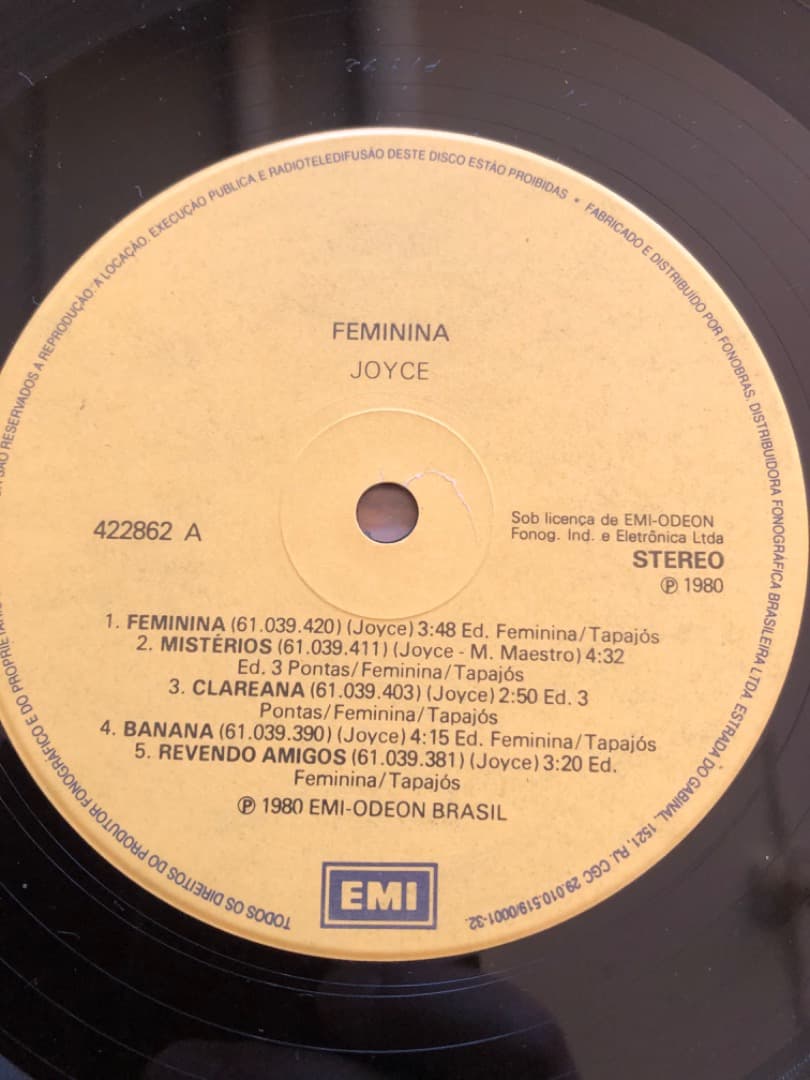 FEMININA
JOYCE
422862 A
Sob licença de EMI-ODEON
Fonog. Ind. e Eletrônica Ltda
STEREO
Ⓟ 1980
1. FEMININA (61.039.420) (Joyce) 3:48 Ed. Feminina/Tapajós
2. MISTÉRIOS (61.039.411) (Joyce - M. Maestro) 4:32
Ed. 3 Pontas/Feminina/Tapajós
3. CLAREANA (61.039.403) (Joyce) 2:50 Ed. 3
Pontas/Feminina/Tapajós
4. BANANA (61.039.390) (Joyce) 4:15 Ed. Feminina/Tapajós
5. REVENDO AMIGOS (61.039.381) (Joyce) 3:20 Ed.
Feminina/Tapajós
Ⓟ 1980 EMI-ODEON BRASIL
EMI
TODOS OS DIREITOS DO PRODUTOR FONOGRÁFICO E DO SÃO RESERVADOS A REPRODUÇÃO. A LOCAÇÃO. EXECUÇÃO PUBLICA E RADIOTELEDIFUSÃO DESTE DISCO ESTÃO PROIBIDAS • FABRICADO E DISTRIBUÍDO POR FONOBRAS. DISTRIBUIDORA FONOGRÁFICA BRASILEIRA LTDA. ESTRADA DO GABINAL, 1521. RJ. CGC 29.010.519/0001-32.